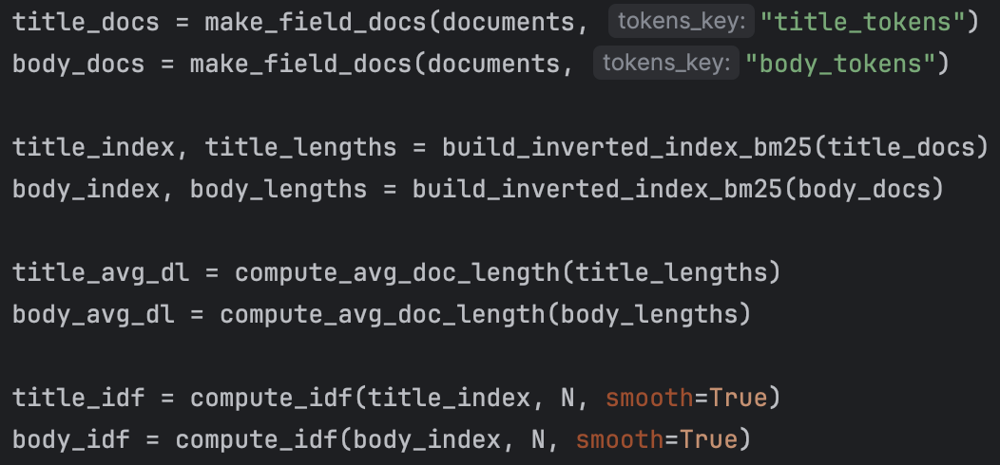 title_docs = make_field_docs(documents, tokens_key: "title_tokens")
body_docs = make_field_docs(documents, tokens_key: "body_tokens")
title_index, title_lengths = build_inverted_index_bm25(title_docs)
body_index, body_lengths = build_inverted_index_bm25(body_docs)
title_avg_dl = compute_avg_doc_length(title_lengths)
body_avg_dl = compute_avg_doc_length(body_lengths)
title_idf = compute_idf(title_index, N, smooth=True)
body_idf = compute_idf(body_index, N, smooth=True)